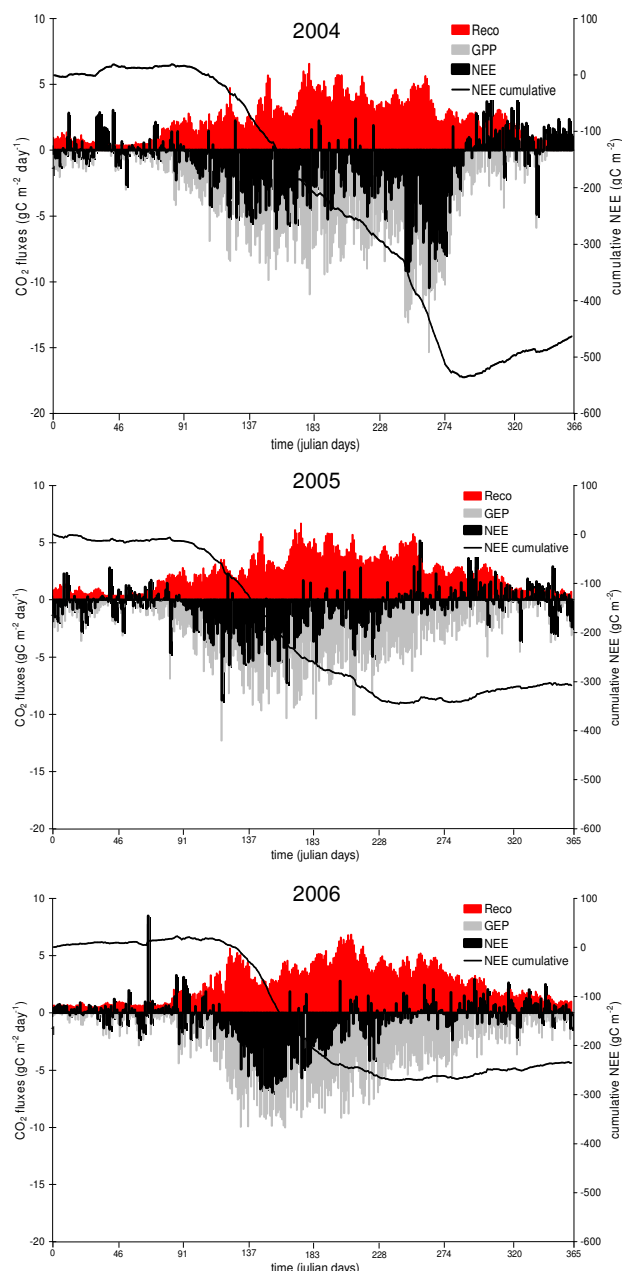 2004
Reco
GPP
NEE
NEE cumulative
10
5
0
-5
-10
-15
-20
100
0
-100
-200
-300
-400
-500
-600
CO2 fluxes (gC m-2 day-1)
cumulative NEE (gC m-2)
0 46 91 137 183 228 274 320 366
time (julian days)
2005
Reco
GEP
NEE
NEE cumulative
10
5
0
-5
-10
-15
-20
100
0
-100
-200
-300
-400
-500
-600
CO2 fluxes (gC m-2 day-1)
cumulative NEE (gC m-2)
0 46 91 137 183 228 274 320 365
time (julian days)
2006
Reco
GEP
NEE
NEE cumulative
10
5
0
-5
-10
-15
-20
100
0
-100
-200
-300
-400
-500
-600
CO2 fluxes (gC m-2 day-1)
cumulative NEE (gC m-2)
0 46 91 137 183 228 274 320 365
time (julian days)